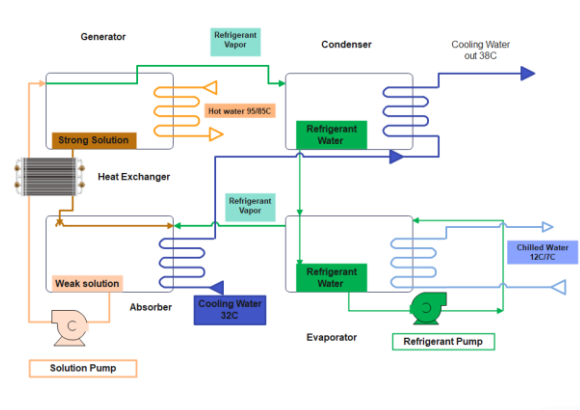 Generator
Refrigerant
Vapor
Condenser
Cooling Water
out 38C
Hot water 95/85C
Strong Solution
Refrigerant
Water
Heat Exchanger
Refrigerant
Vapor
Chilled Water
12C/7C
Weak solution
Refrigerant
Water
Absorber
Cooling Water
32C
Evaporator
Refrigerant Pump
Solution Pump